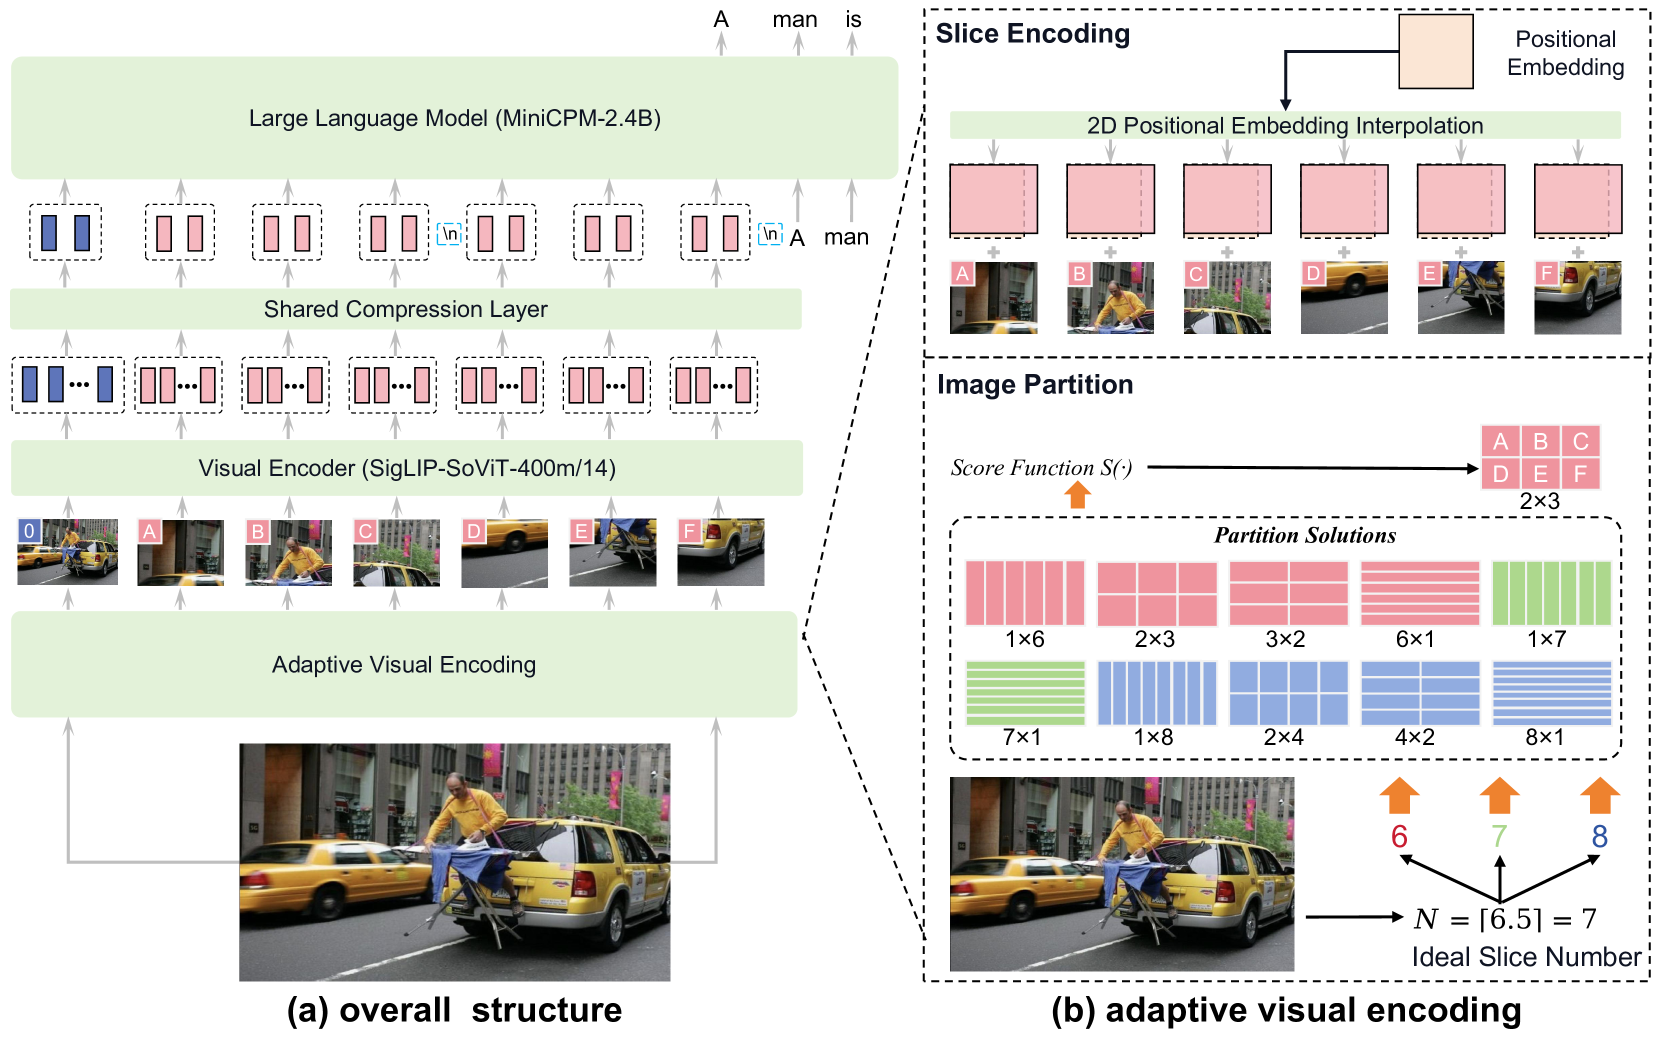 A man is
Large Language Model (MiniCPM-2.4B)
\n \n A man
Shared Compression Layer
Visual Encoder (SigLIP-SoViT-400m/14)
0 A B C D E F
Adaptive Visual Encoding
(a) overall structure
Slice Encoding
Positional
Embedding
2D Positional Embedding Interpolation
A B C D E F
Image Partition
Score Function S(·)
A B C
D E F
2×3
Partition Solutions
1×6 2×3 3×2 6×1 1×7
7×1 1×8 2×4 4×2 8×1
6 7 8
N = ⌈6.5⌉ = 7
Ideal Slice Number
(b) adaptive visual encoding